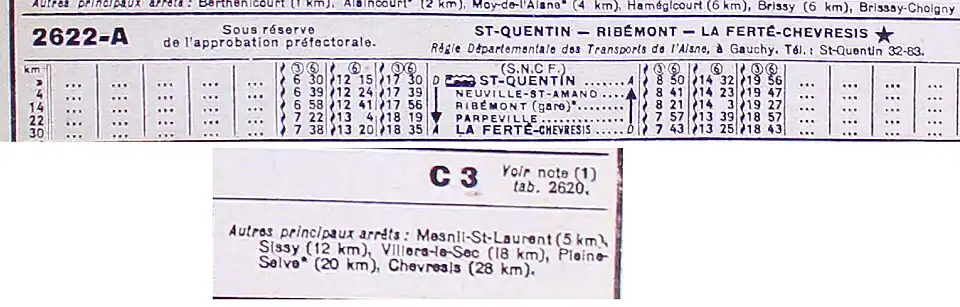 Autres principaux arrêts : Berthenicourt (1 km), Alaincourt* (2 km), Moy-de-l'Aisne* (4 km), Hamégicourt (6 km), Brissy (6 km), Brissay-Choigny
2622-A Sous réserve de l'approbation préfectorale. ST-QUENTIN — RIBÉMONT — LA FERTÉ-CHEVRESIS ★
Régie Départementale des Transports de l'Aisne, à Gauchy. Tél.: St-Quentin 32-83.
km ... ... ... ... ③⑥ ⑥ ③⑥ (S.N.C.F.) ③⑥ ⑥ ③⑥ ... ... ... ...
» ... ... ... ... 6 30 12 15 17 30 D ST-QUENTIN ..... A 8 50 14 32 19 56 ... ... ... ...
4 ... ... ... ... 6 39 12 24 17 39 NEUVILLE-ST-AMAND . 8 41 14 23 19 47 ... ... ... ...
14 ... ... ... ... 6 58 12 41 17 56 RIBÉMONT (gare)* ....... 8 21 14 3 19 27 ... ... ... ...
22 ... ... ... ... 7 22 13 4 18 19 PARPEVILLE ............. 7 57 13 39 18 57 ... ... ... ...
30 ... ... ... ... 7 38 13 20 18 35 A LA FERTÉ-CHEVRESIS .... D 7 43 13 25 18 43 ... ... ... ...
C 3 Voir note (1)
tab. 2620.
Autres principaux arrêts : Mesnil-St-Laurent (5 km),
Sissy (12 km), Villers-le-Sec (18 km), Pleine-
Selve* (20 km), Chevresis (28 km).